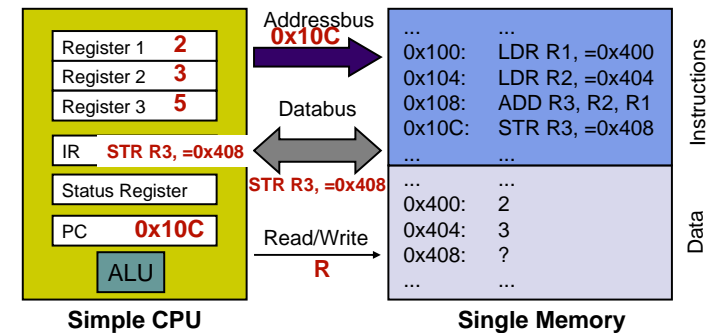 Register 1 2
Register 2 3
Register 3 5
IR STR R3, =0x408
Status Register
PC 0x10C
ALU
Simple CPU
Addressbus
0x10C
Databus
STR R3, =0x408
Read/Write
R
... ...
0x100: LDR R1, =0x400
0x104: LDR R2, =0x404
0x108: ADD R3, R2, R1
0x10C: STR R3, =0x408
... ...
Instructions
... ...
0x400: 2
0x404: 3
0x408: ?
... ...
Data
Single Memory